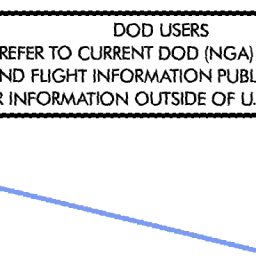 DOD USERS
REFER TO CURRENT DOD (NGA)
ND FLIGHT INFORMATION PUBL
R INFORMATION OUTSIDE OF U.